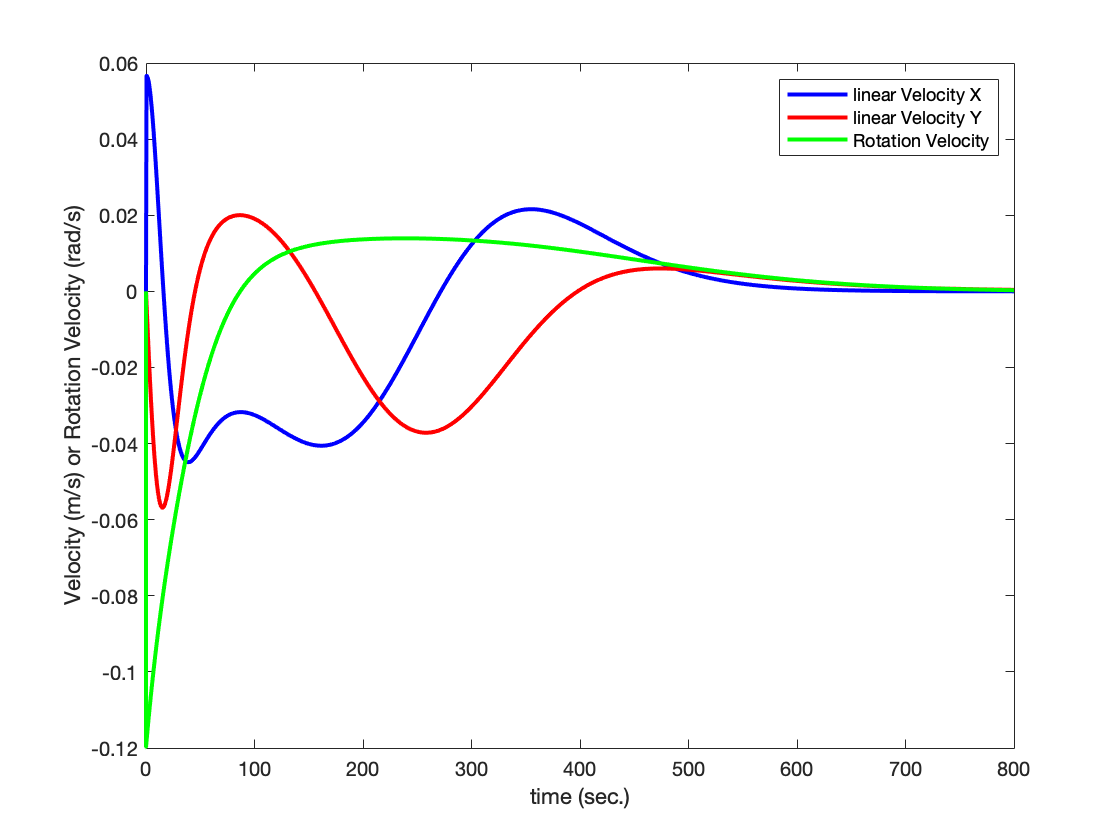 0.06
0.04
0.02
0
-0.02
-0.04
-0.06
-0.08
-0.1
-0.12
Velocity (m/s) or Rotation Velocity (rad/s)
linear Velocity X
linear Velocity Y
Rotation Velocity
0 100 200 300 400 500 600 700 800
time (sec.)